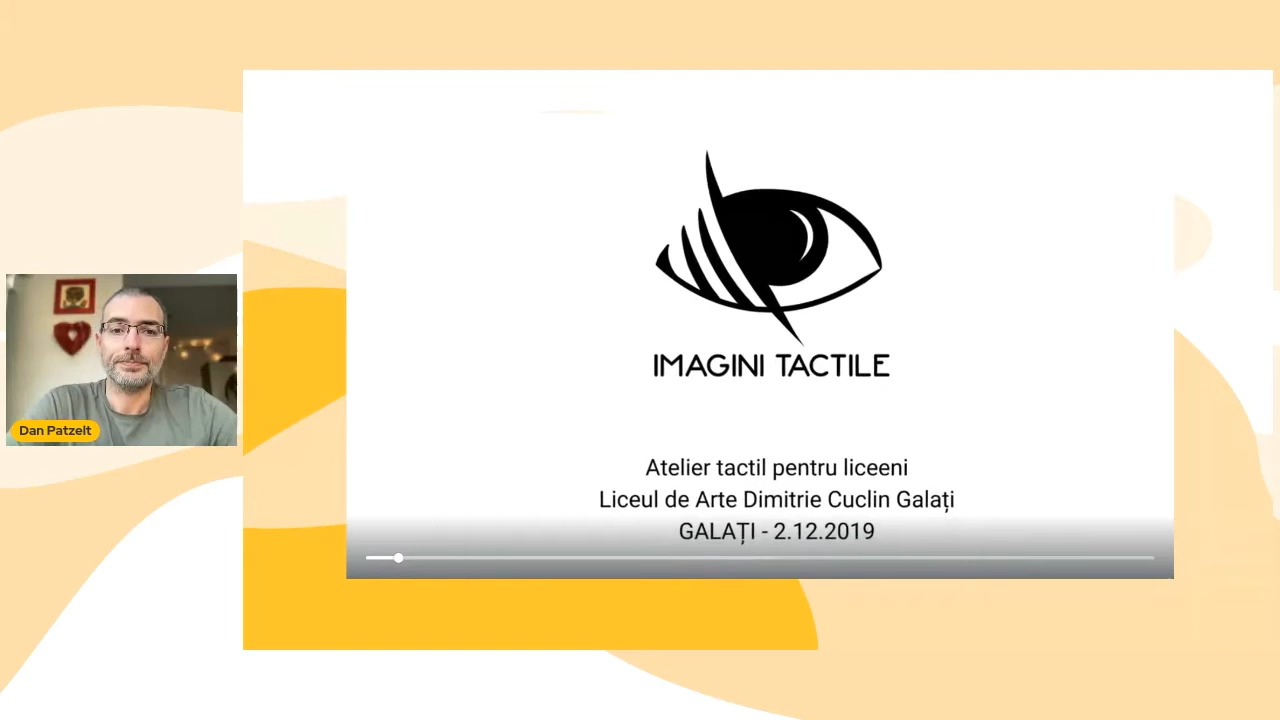 IMAGINI TACTILE
Atelier tactil pentru liceeni
Liceul de Arte Dimitrie Cuclin Galați
GALAȚI - 2.12.2019
Dan Patzelt